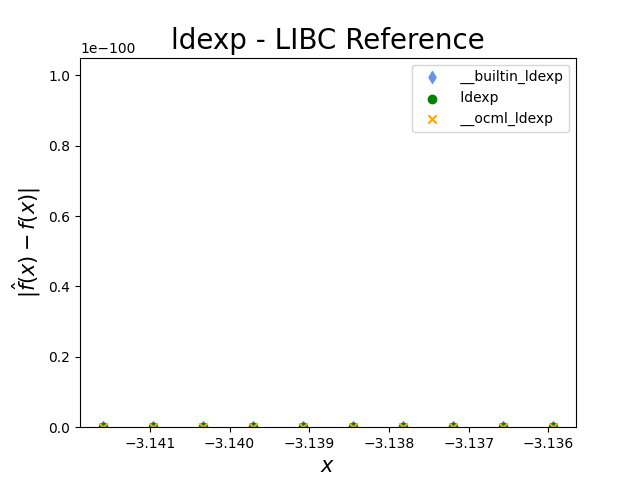 ldexp - LIBC Reference
1e−100
1.0
0.8
0.6
0.4
0.2
0.0
|f̂(x) − f(x)|
__builtin_ldexp
ldexp
__ocml_ldexp
−3.141 −3.140 −3.139 −3.138 −3.137 −3.136
x